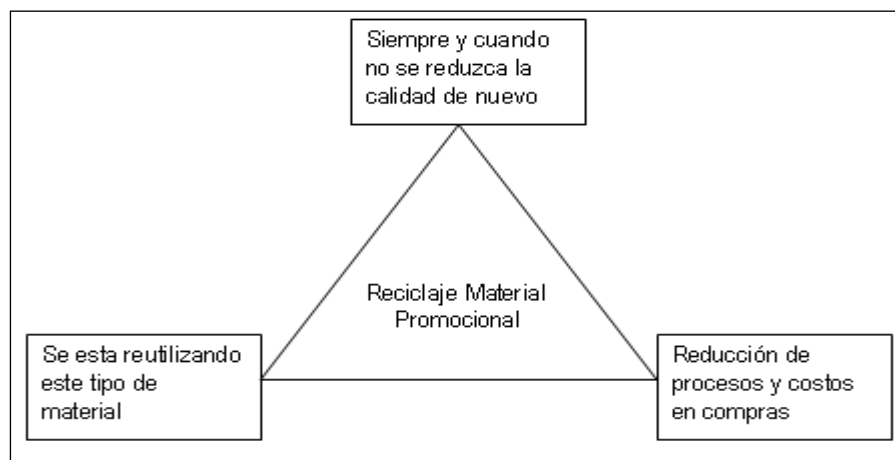 Siempre y cuando
no se reduzca la
calidad de nuevo
Reciclaje Material
Promocional
Se esta reutilizando
este tipo de
material
Reducción de
procesos y costos
en compras